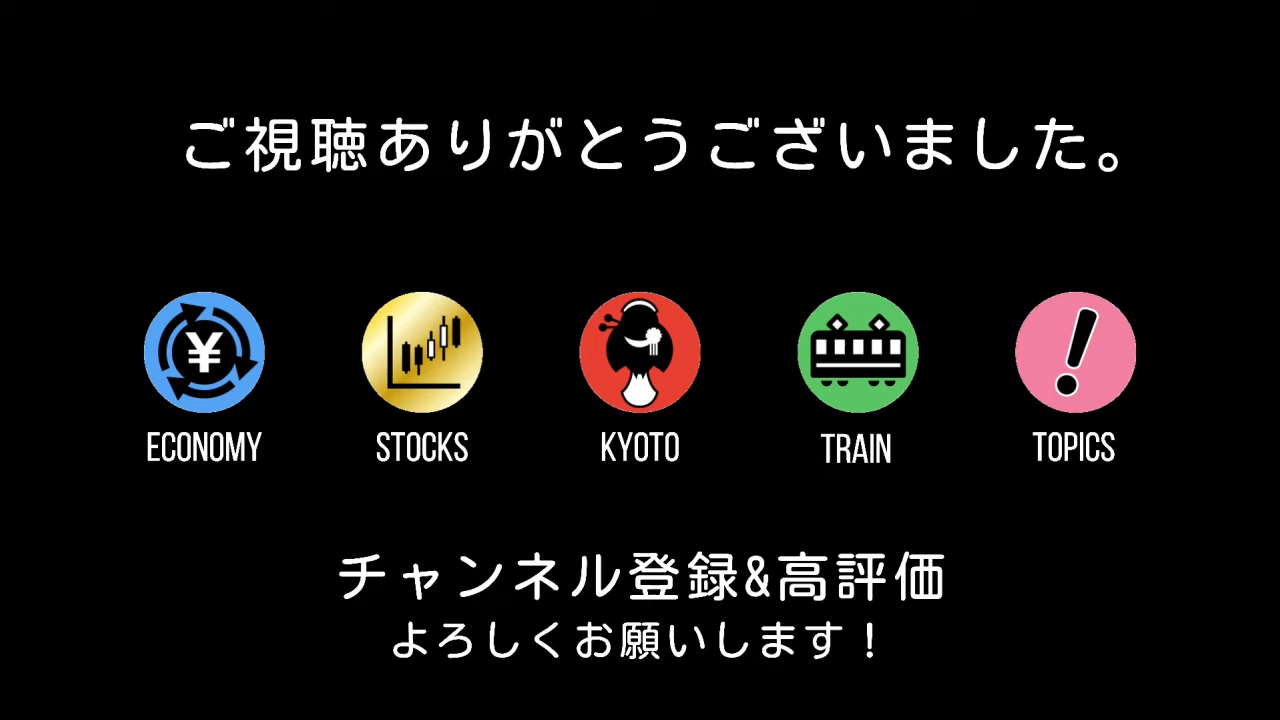 ご視聴ありがとうございました。
¥
ECONOMY
STOCKS
KYOTO
TRAIN
!
TOPICS
チャンネル登録&高評価
よろしくお願いします！